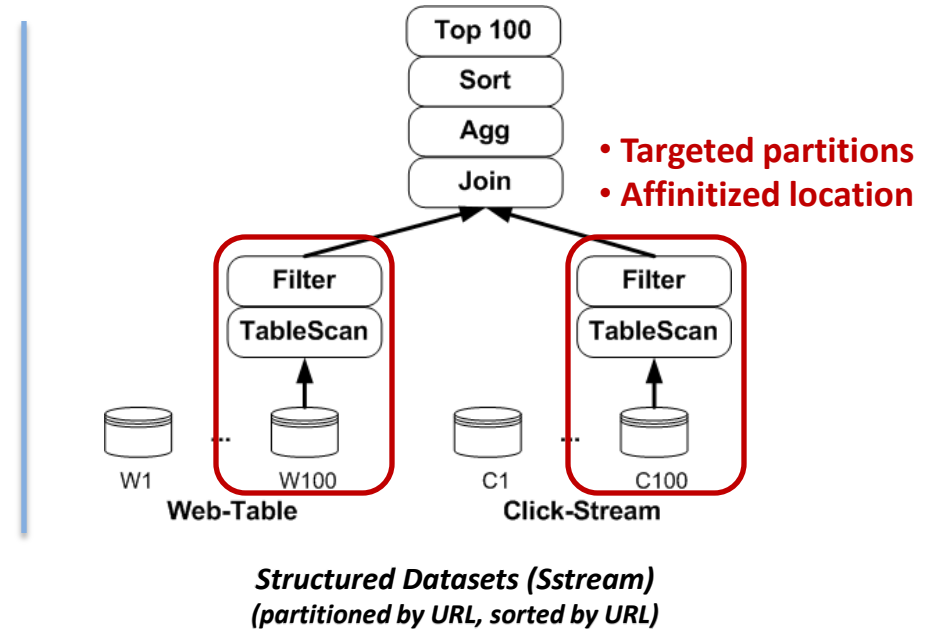 Top 100
Sort
Agg
Join
• Targeted partitions
• Affinitized location
Filter
Filter
TableScan
TableScan
... ...
W1 W100 C1 C100
Web-Table Click-Stream
Structured Datasets (Sstream)
(partitioned by URL, sorted by URL)